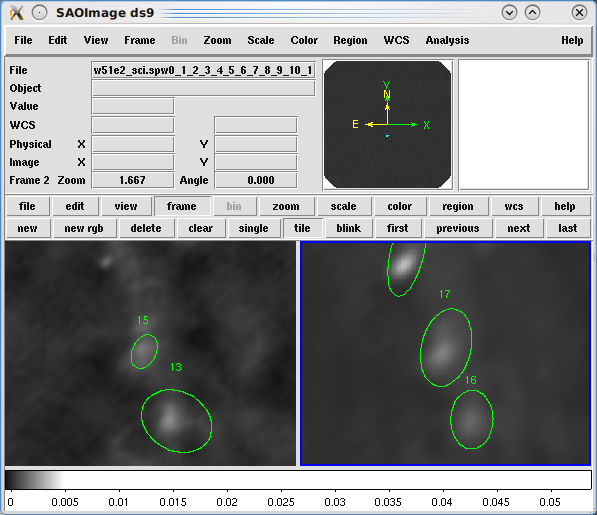 SAOImage ds9
File Edit View Frame Bin Zoom Scale Color Region WCS Analysis Help
File w51e2_sci.spw0_1_2_3_4_5_6_7_8_9_10_1
Object
Value
WCS
Physical X Y
Image X Y
Frame 2 Zoom 1.667 Angle 0.000
Y
N
E X
file edit view frame bin zoom scale color region wcs help
new new rgb delete clear single tile blink first previous next last
17
15
13
16
0 0.005 0.01 0.015 0.02 0.025 0.03 0.035 0.04 0.045 0.05